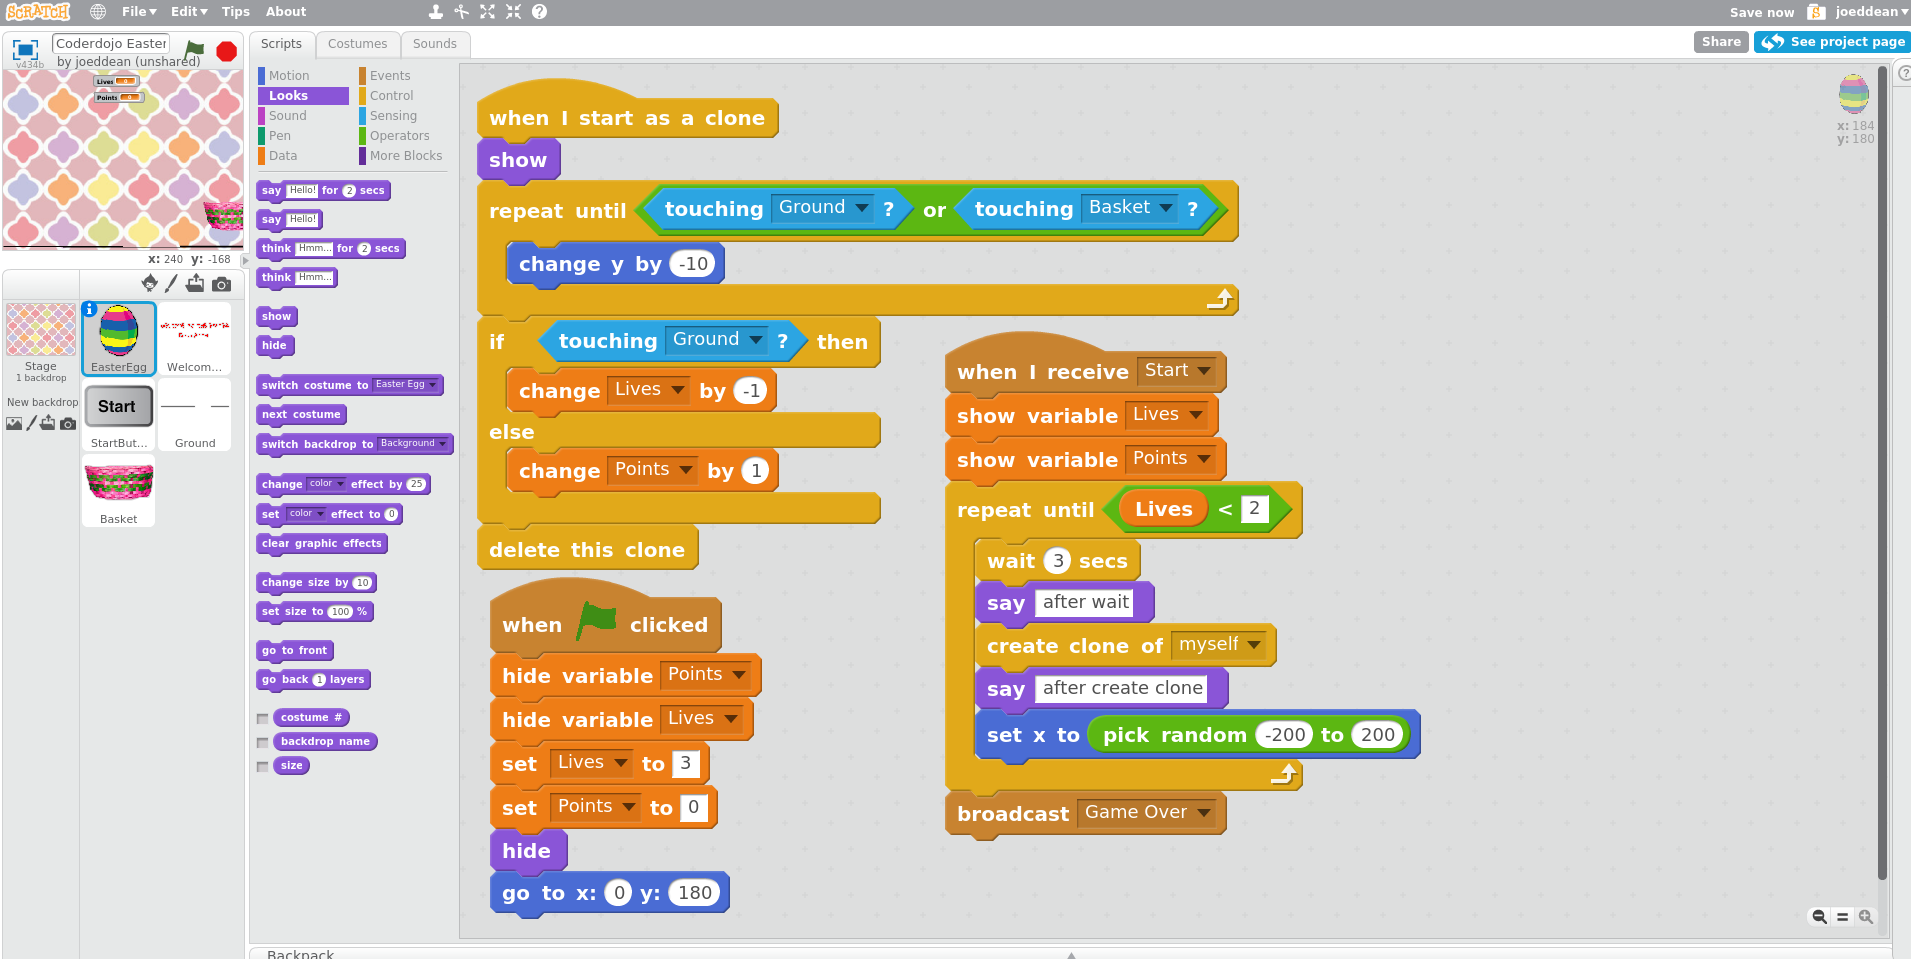 SCRATCH File Edit Tips About Save now joeddean
Coderdojo Easter
by joeddean (unshared)
v434b
Scripts Costumes Sounds Share See project page
Lives
Points
x: 240 y: -168
Stage
1 backdrop
New backdrop
EasterEgg
Welcom...
Start
StartBut...
Ground
Basket
Motion Events
Looks Control
Sound Sensing
Pen Operators
Data More Blocks
say Hello! for 2 secs
say Hello!
think Hmm... for 2 secs
think Hmm...
show
hide
switch costume to Easter Egg
next costume
switch backdrop to Background
change color effect by 25
set color effect to 0
clear graphic effects
change size by 10
set size to 100 %
go to front
go back 1 layers
costume #
backdrop name
size
when I start as a clone
show
repeat until touching Ground ? or touching Basket ?
change y by -10
if touching Ground ? then
change Lives by -1
else
change Points by 1
delete this clone
when clicked
hide variable Points
hide variable Lives
set Lives to 3
set Points to 0
hide
go to x: 0 y: 180
when I receive Start
show variable Lives
show variable Points
repeat until Lives < 2
wait 3 secs
say after wait
create clone of myself
say after create clone
set x to pick random -200 to 200
broadcast Game Over
x: 184
y: 180
Backpack